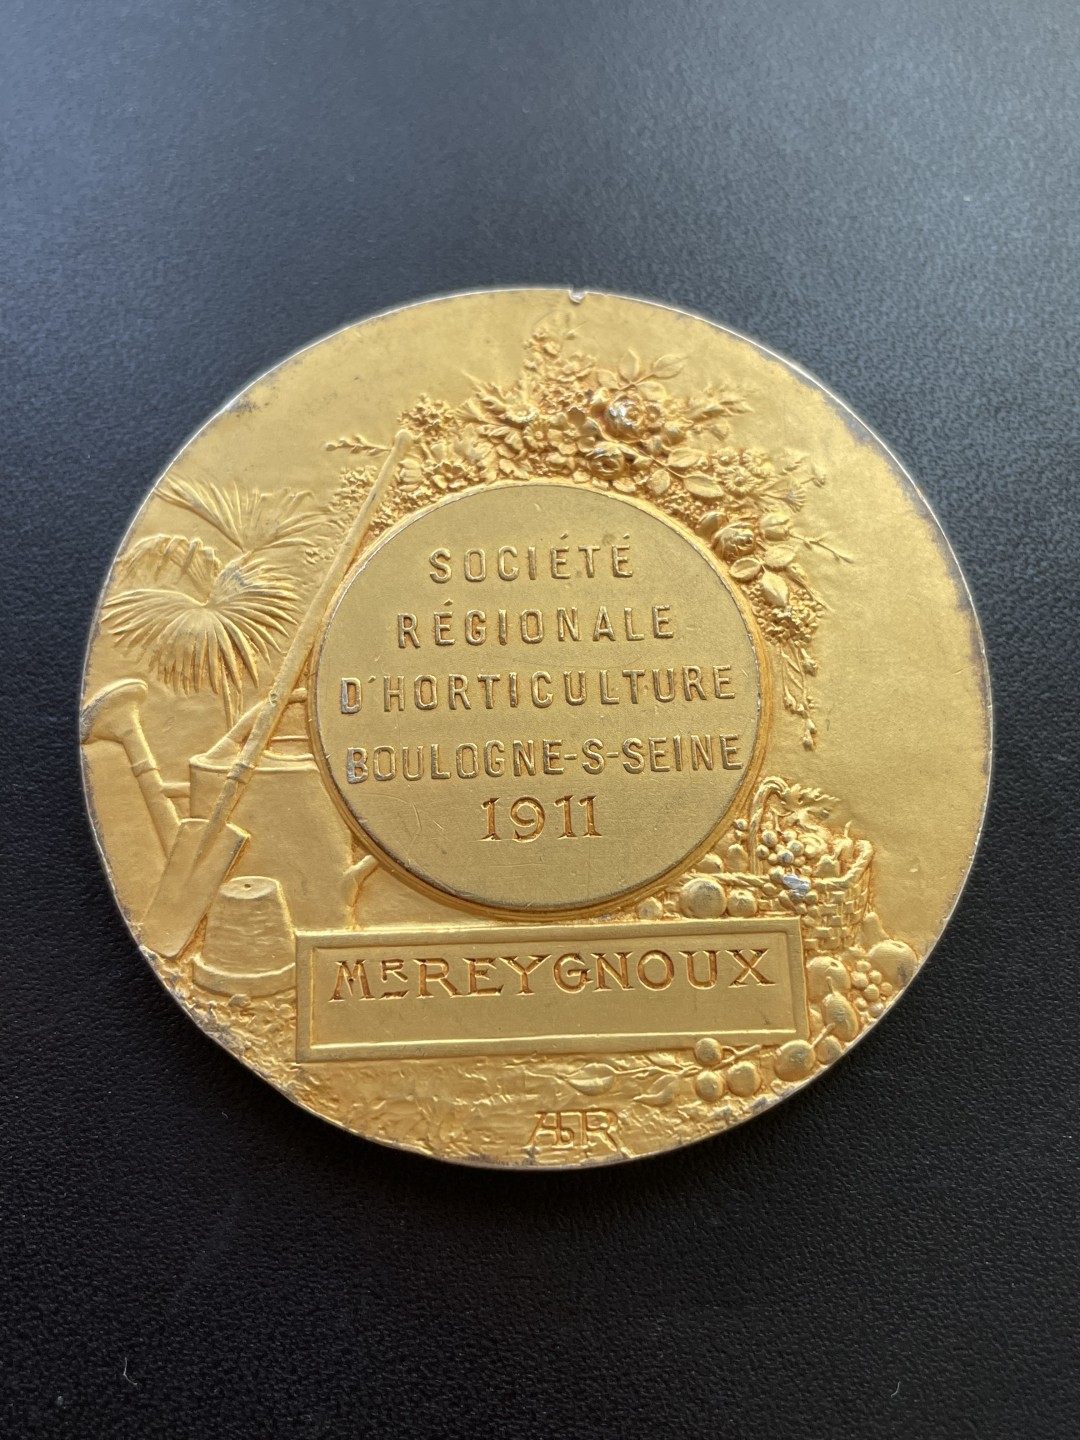 SOCIÉTÉ
RÉGIONALE
D'HORTICULTURE
BOULOGNE-S-SEINE
1911
MR REYGNOUX